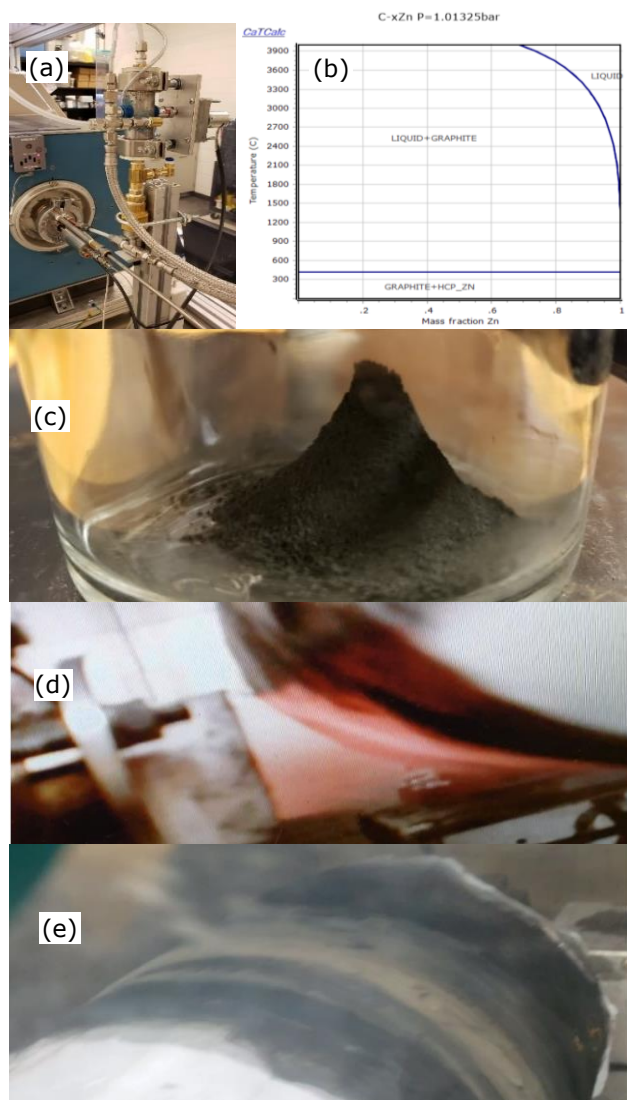 (a)
(b)
C-xZn P=1.01325bar
CaTCalc
Temperature (C)
3900
3600
3300
3000
2700
2400
2100
1800
1500
1200
900
600
300
LIQUID
LIQUID+GRAPHITE
GRAPHITE+HCP_ZN
.2
.4
.6
.8
1
Mass fraction Zn
(c)
(d)
(e)